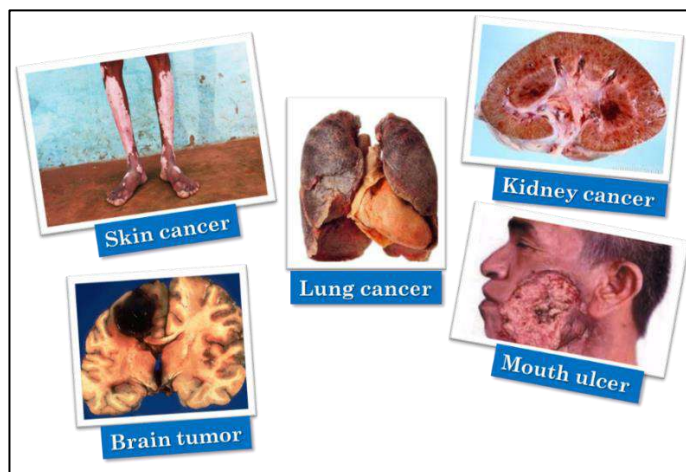 Skin cancer
Lung cancer
Kidney cancer
Brain tumor
Mouth ulcer